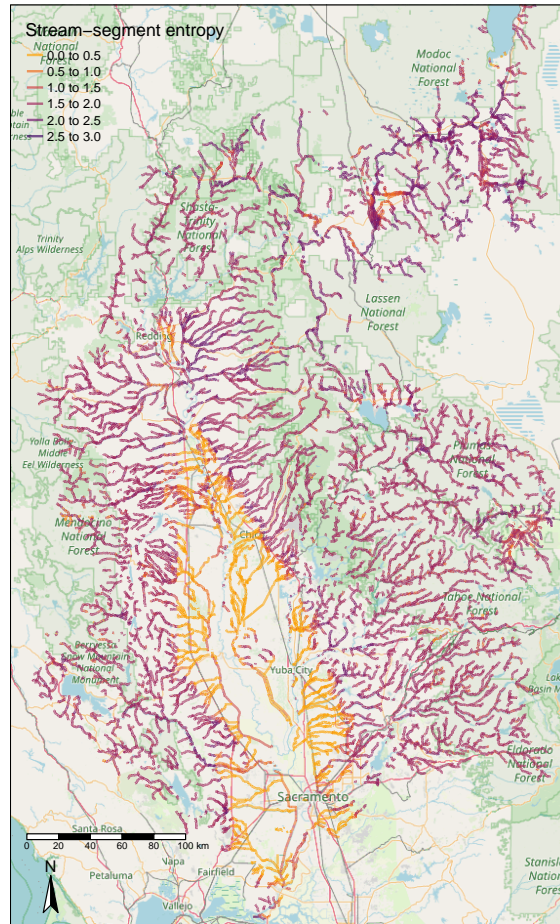 Stream-segment entropy
National
Forest
0.0 to 0.5
0.5 to 1.0
1.0 to 1.5
1.5 to 2.0
2.0 to 2.5
2.5 to 3.0
Modoc
National
Forest
Shasta-
Trinity
National
Forest
Trinity
Alps Wilderness
Lassen
National
Forest
Redding
Yolla Bolly
Middle
Eel Wilderness
Plumas
National
Forest
Mendocino
National
Forest
Chico
Tahoe National
Forest
Berryessa
Snow Mountain
National
Monument
Yuba City
Eldorado
National
Forest
Sacramento
Santa Rosa
0 20 40 60 80 100 km
Napa
Fairfield
Petaluma
N
Vallejo